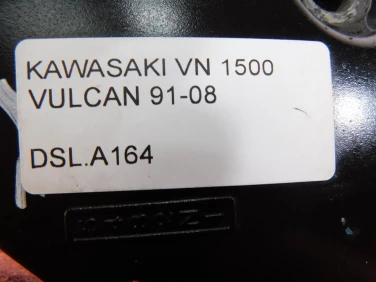 KAWASAKI VN 1500
VULCAN 91-08
DSL.A164